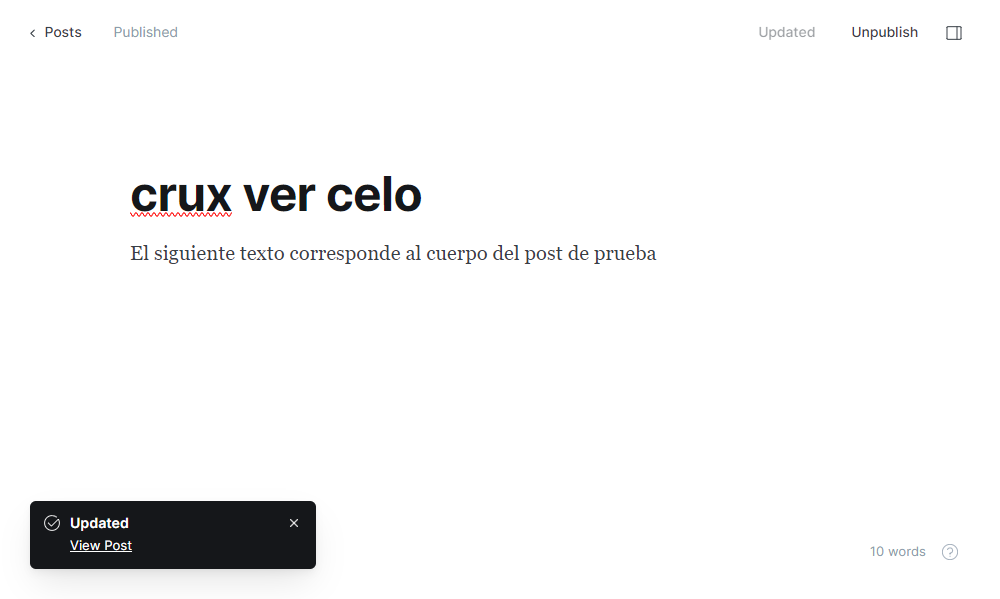 Posts
Published
Updated
Unpublish
crux ver celo
El siguiente texto corresponde al cuerpo del post de prueba
Updated
View Post
10 words
?